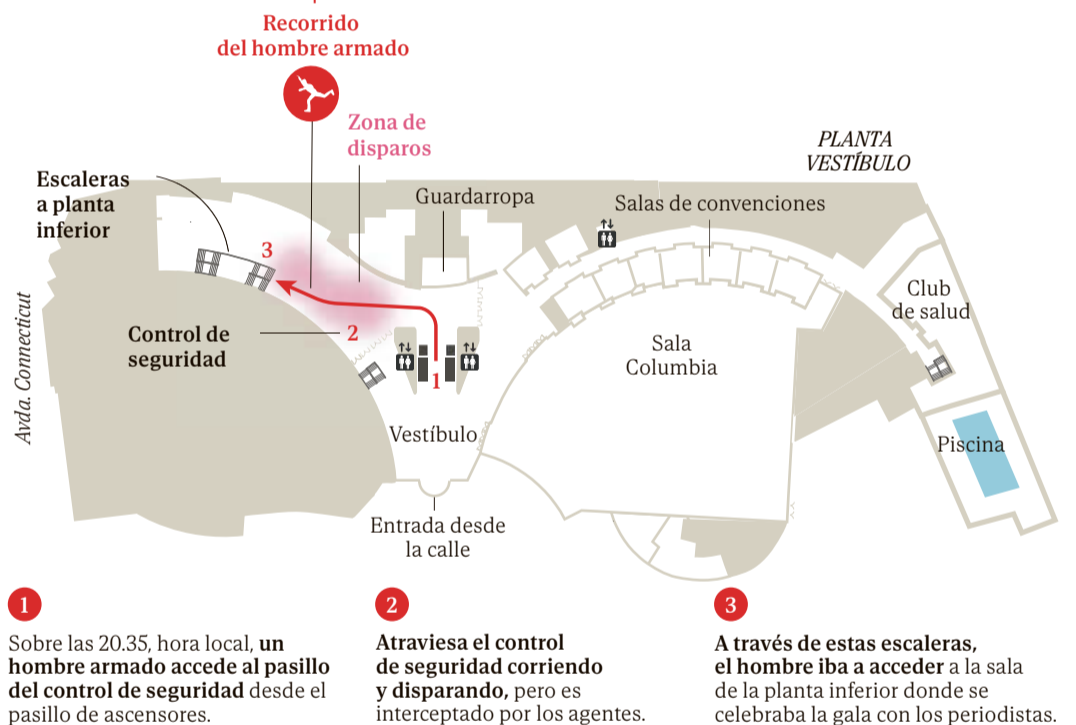 Recorrido
del hombre armado
Zona de
disparos
PLANTA
VESTÍBULO
Escaleras
a planta
inferior
Guardarropa
Salas de convenciones
3
Club
de salud
Avda. Connecticut
Control de
seguridad
2
Sala
Columbia
1
Vestíbulo
Piscina
Entrada desde
la calle
1
Sobre las 20.35, hora local, un
hombre armado accede al pasillo
del control de seguridad desde el
pasillo de ascensores.
2
Atraviesa el control
de seguridad corriendo
y disparando, pero es
interceptado por los agentes.
3
A través de estas escaleras,
el hombre iba a acceder a la sala
de la planta inferior donde se
celebraba la gala con los periodistas.